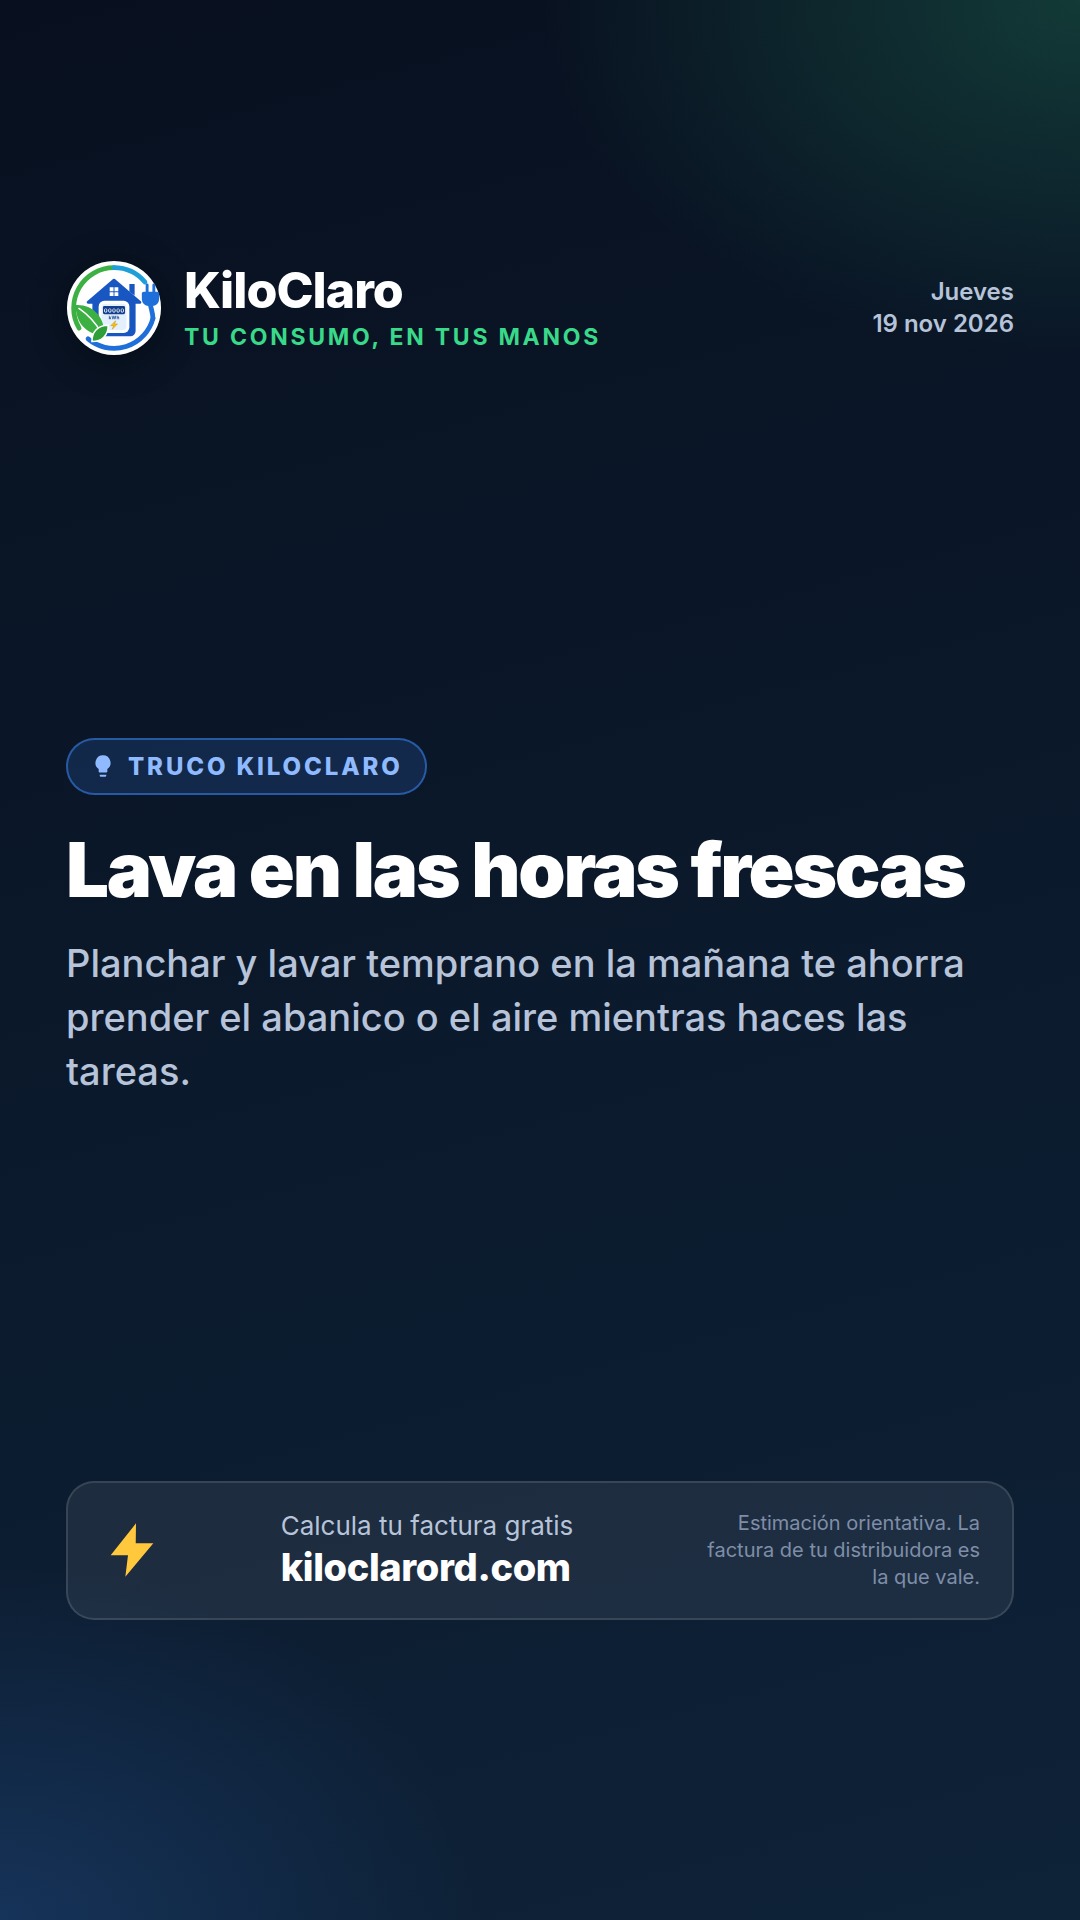 KiloClaro
TU CONSUMO, EN TUS MANOS
Jueves
19 nov 2026
TRUCO KILOCLARO
Lava en las horas frescas
Planchar y lavar temprano en la mañana te ahorra
prender el abanico o el aire mientras haces las
tareas.
Calcula tu factura gratis
kiloclarord.com
Estimación orientativa. La
factura de tu distribuidora es
la que vale.